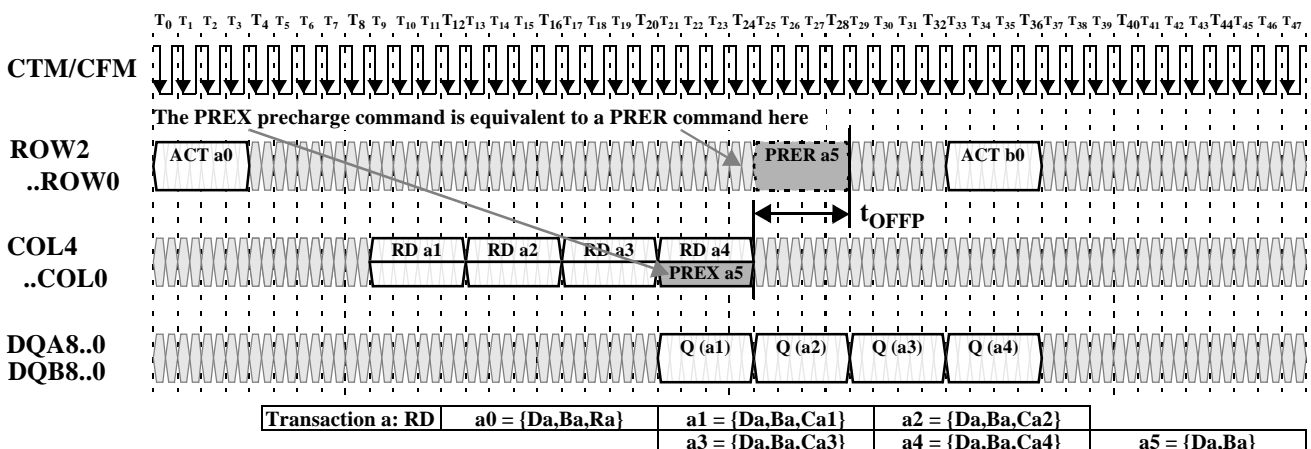 T0 T1 T2 T3 T4 T5 T6 T7 T8 T9 T10 T11 T12 T13 T14 T15 T16 T17 T18 T19 T20 T21 T22 T23 T24 T25 T26 T27 T28 T29 T30 T31 T32 T33 T34 T35 T36 T37 T38 T39 T40 T41 T42 T43 T44 T45 T46 T47
CTM/CFM
The PREX precharge command is equivalent to a PRER command here
ROW2
..ROW0
ACT a0 PRER a5 ACT b0
tOFFP
COL4
..COL0
RD a1 RD a2 RD a3 RD a4
PREX a5
DQA8..0
DQB8..0
Q (a1) Q (a2) Q (a3) Q (a4)
Transaction a: RD a0 = {Da,Ba,Ra} a1 = {Da,Ba,Ca1} a2 = {Da,Ba,Ca2}
a3 = {Da,Ba,Ca3} a4 = {Da,Ba,Ca4} a5 = {Da,Ba}